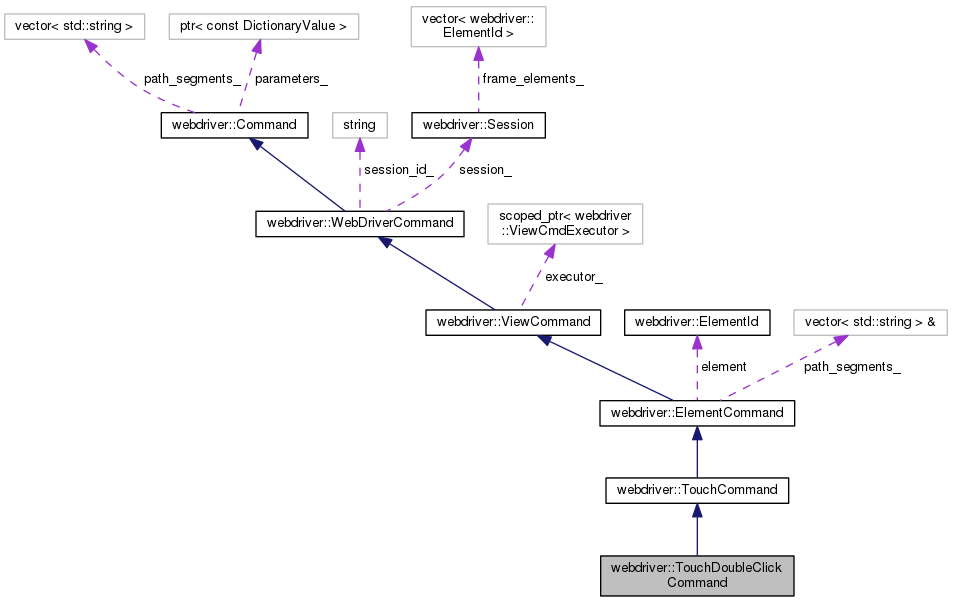 vector< std::string >
ptr< const DictionaryValue >
vector< webdriver::
ElementId >
path_segments_
parameters_
frame_elements_
webdriver::Command
string
webdriver::Session
session_id_
session_
webdriver::WebDriverCommand
scoped_ptr< webdriver
::ViewCmdExecutor >
executor_
webdriver::ViewCommand
webdriver::ElementId
vector< std::string > &
element
path_segments_
webdriver::ElementCommand
webdriver::TouchCommand
webdriver::TouchDoubleClick
Command